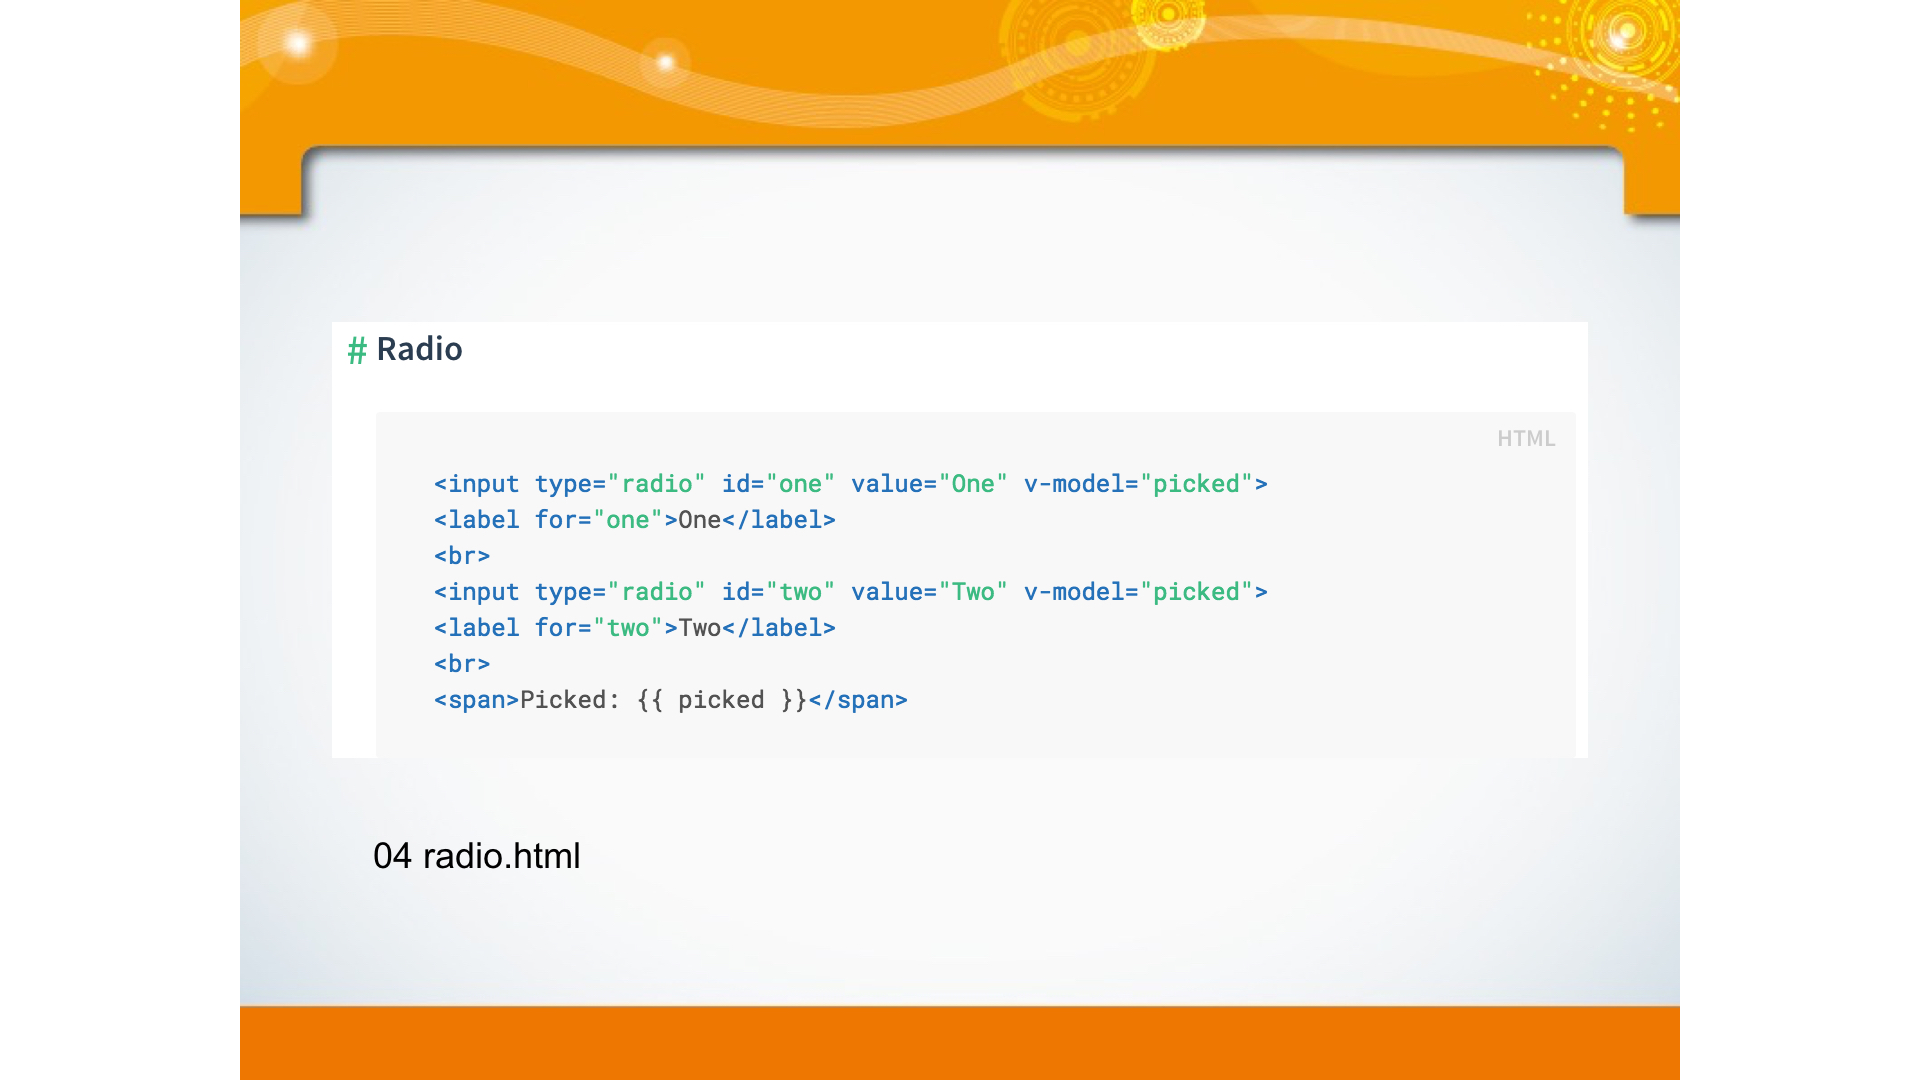 # Radio
HTML
<input type="radio" id="one" value="One" v-model="picked">
<label for="one">One</label>
<br>
<input type="radio" id="two" value="Two" v-model="picked">
<label for="two">Two</label>
<br>
<span>Picked: {{ picked }}</span>
04 radio.html